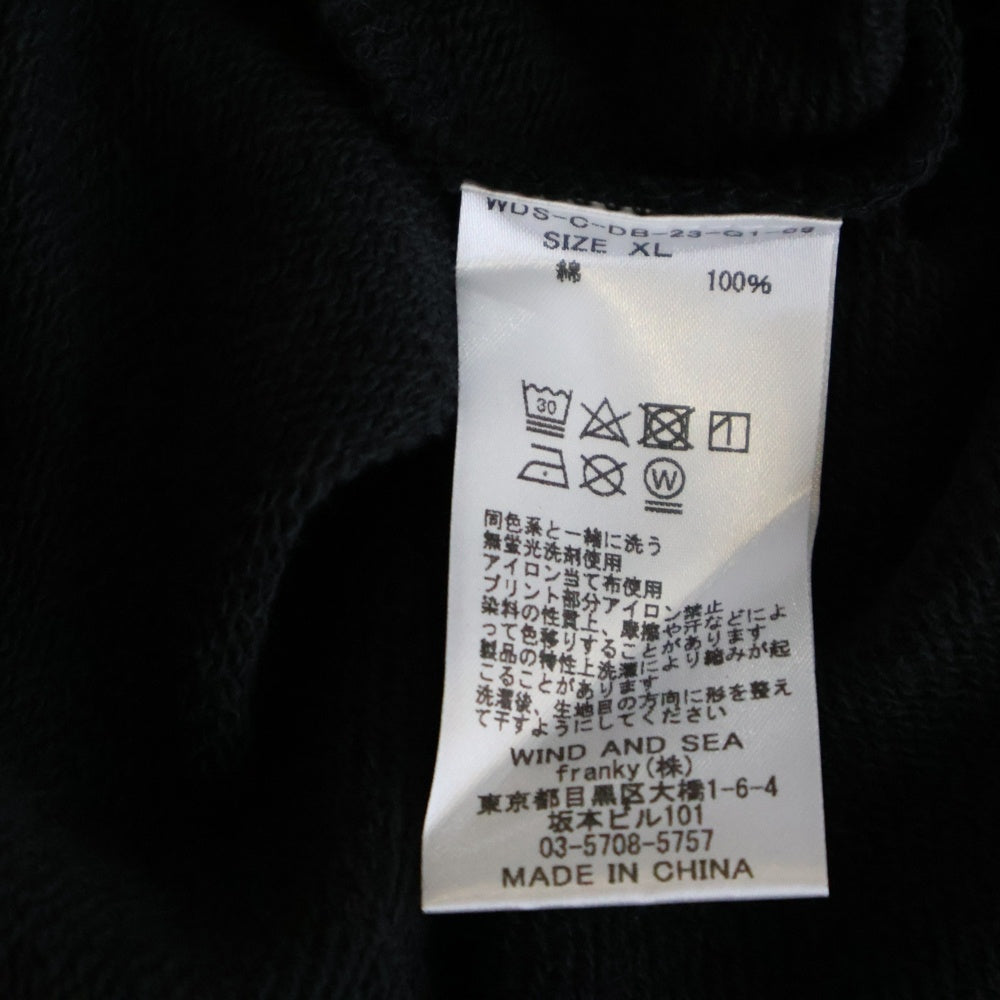 WDS-C-DB-23-Q1-09
SIZE XL
綿 100%
30
W
同色系と一緒に洗う
無蛍光洗剤使用
アイロン当て布使用
プリント部分アイロン禁止
染料の性質上、摩擦や汗などによ
って色移りすることがあります
製品の特性上洗濯により縮みが起
こることがあります
洗濯後、生地目の方向に形を整え
て干すようにしてください
WIND AND SEA
franky(株)
東京都目黒区大橋1-6-4
坂本ビル101
03-5708-5757
MADE IN CHINA